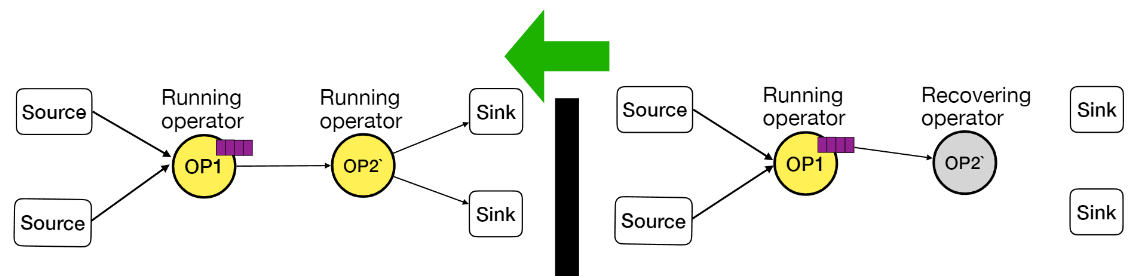 Running
operator
Running
operator
Source
OP1
OP2`
Sink
Source
Sink
Running
operator
Recovering
operator
Source
Sink
OP1
OP2`
Source
Sink